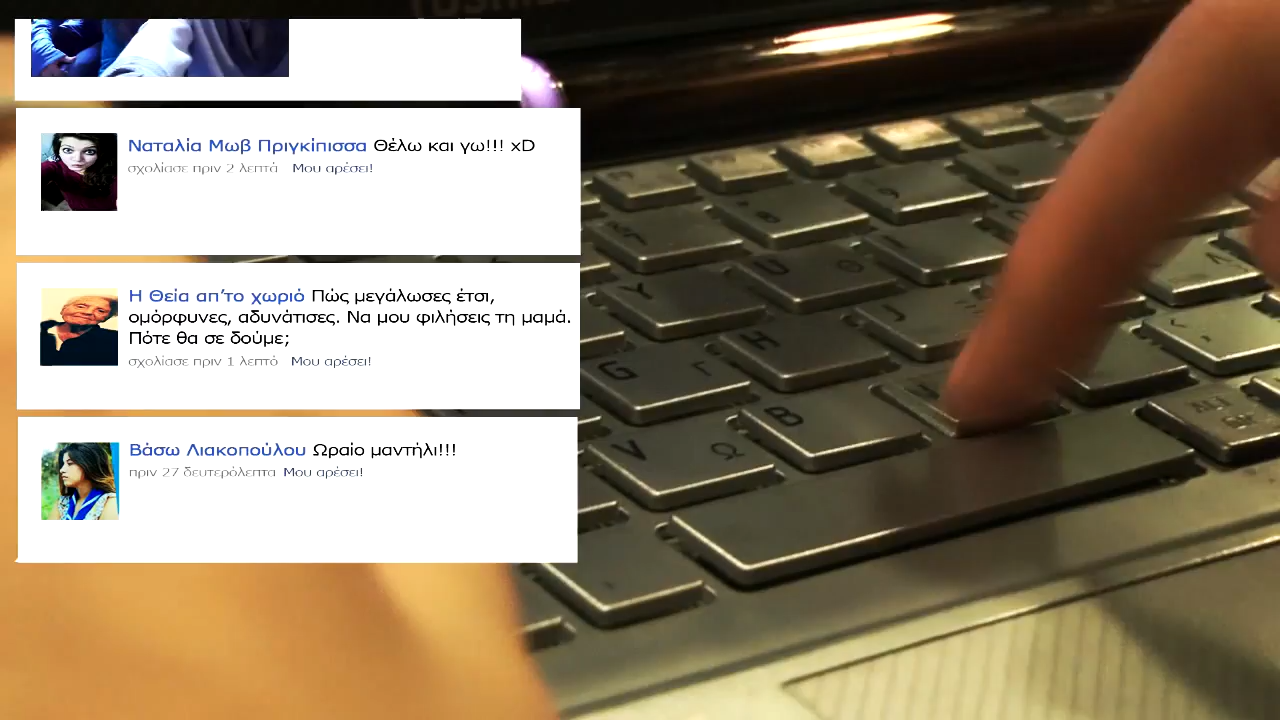 Ναταλία Μωβ Πριγκίπισσα Θέλω και γω!!! xD
σχολίασε πριν 2 λεπτά Μου αρέσει!
Η Θεία απ'το χωριό Πώς μεγάλωσες έτσι,
ομόρφυνες, αδυνάτισες. Να μου φιλήσεις τη μαμά.
Πότε θα σε δούμε;
σχολίασε πριν 1 λεπτό Μου αρέσει!
Βάσω Λιακοπούλου Ωραίο μαντήλι!!!
πριν 27 δευτερόλεπτα Μου αρέσει!
Y
U Θ
G Γ
H
V Ω
B